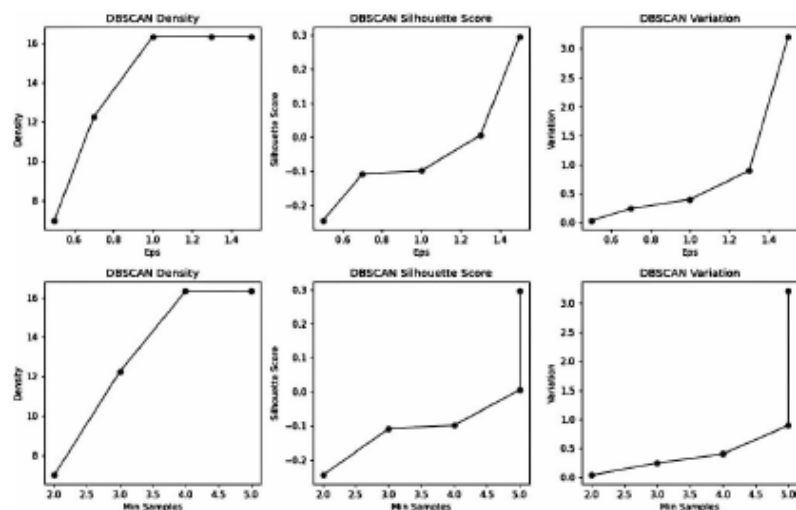 DBSCAN Density
DBSCAN Silhouette Score
DBSCAN Variation
Density
16
14
12
10
8
0.6 0.8 1.0 1.2 1.4
Eps
Silhouette Score
0.3
0.2
0.1
0.0
−0.1
−0.2
0.6 0.8 1.0 1.2 1.4
Eps
Variation
3.0
2.5
2.0
1.5
1.0
0.5
0.0
0.6 0.8 1.0 1.2 1.4
Eps
DBSCAN Density
DBSCAN Silhouette Score
DBSCAN Variation
Density
16
14
12
10
8
2.0 2.5 3.0 3.5 4.0 4.5 5.0
Min Samples
Silhouette Score
0.3
0.2
0.1
0.0
−0.1
−0.2
2.0 2.5 3.0 3.5 4.0 4.5 5.0
Min Samples
Variation
3.0
2.5
2.0
1.5
1.0
0.5
0.0
2.0 2.5 3.0 3.5 4.0 4.5 5.0
Min Samples